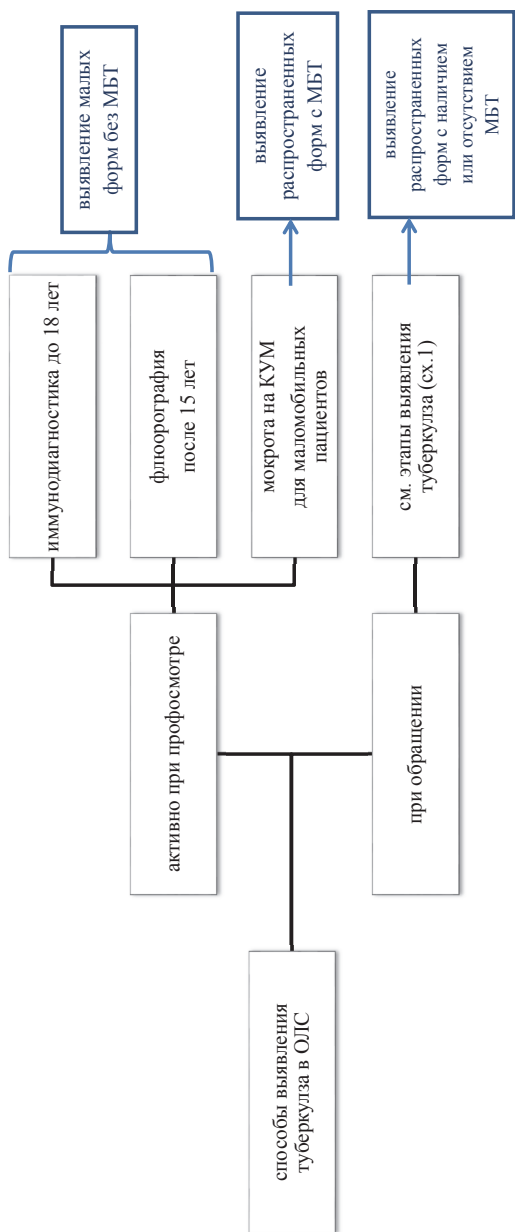 способы выявления
туберкулза в ОЛС
активно при профосмотре
при обращении
иммунодиагностика до 18 лет
флюорография
после 15 лет
мокрота на КУМ
для маломобильных
пациентов
см. этапы выявления
туберкулза (сх.1)
выявление малых
форм без МБТ
выявление
распространенных
форм с МБТ
выявление
распространенных
форм с наличием
или отсутствием
МБТ